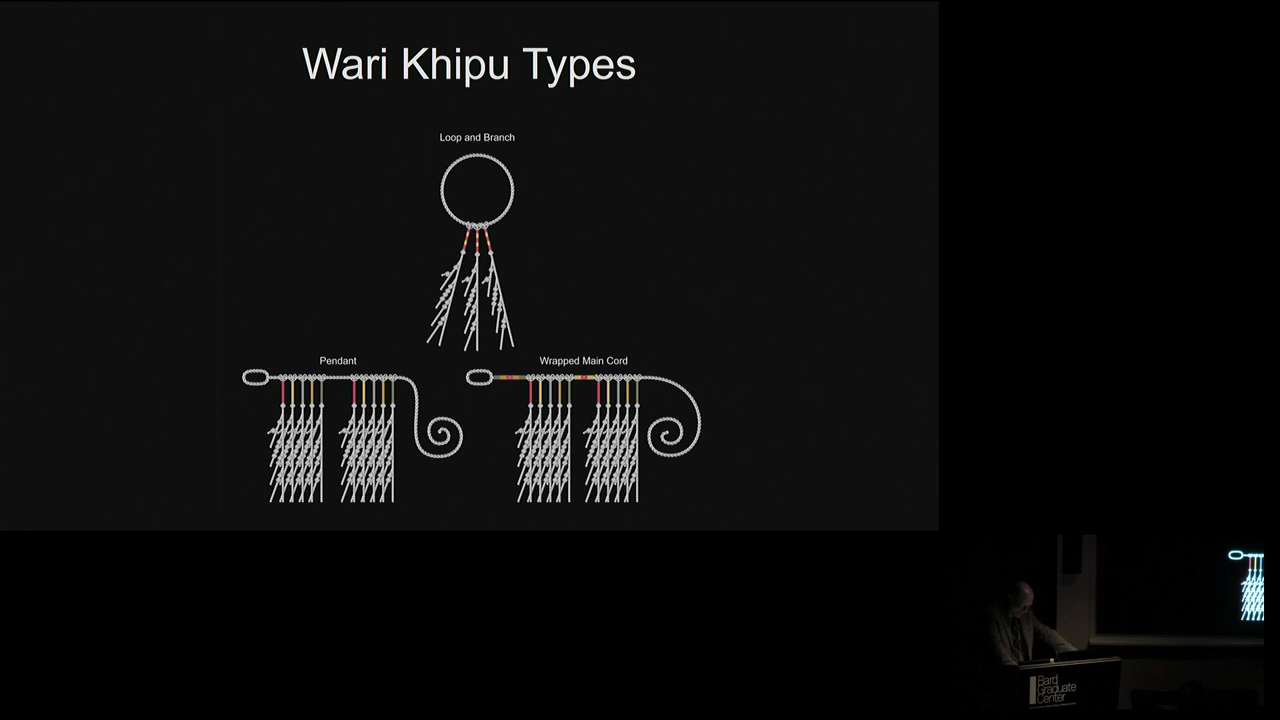 Wari Khipu Types
Loop and Branch
Pendant
Wrapped Main Cord
Bard
Graduate
Center